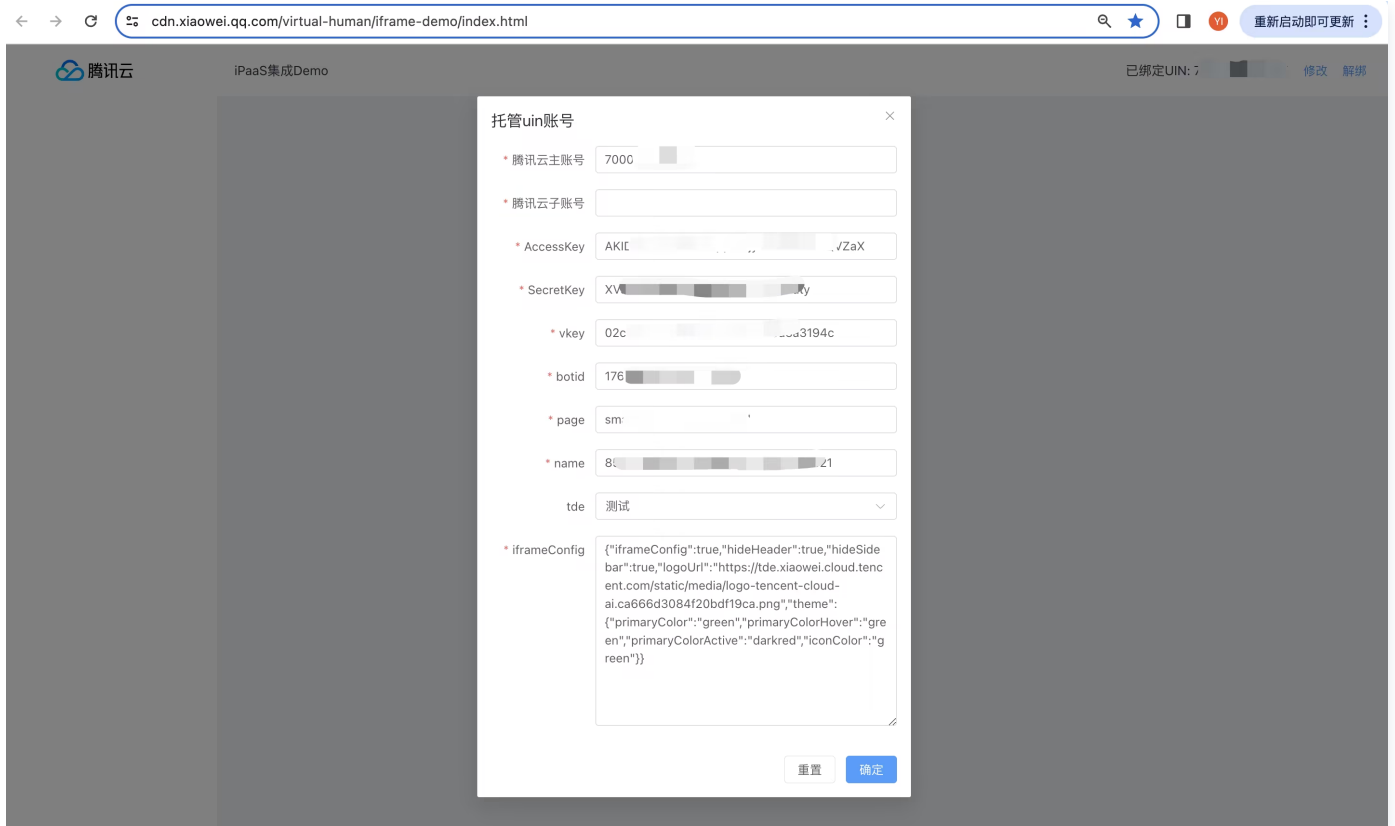 cdn.xiaowei.qq.com/virtual-human/iframe-demo/index.html
YI
重新启动即可更新
腾讯云
iPaaS集成Demo
已绑定UIN: 7
修改
解绑
托管uin账号
* 腾讯云主账号
7000
* 腾讯云子账号
* AccessKey
AKID
VZaX
* SecretKey
XV
y
* vkey
02c
a3194c
* botid
176
* page
sm
* name
8
21
tde
测试
* iframeConfig
{"iframeConfig":true,"hideHeader":true,"hideSide
bar":true,"logoUrl":"https://tde.xiaowei.cloud.tenc
ent.com/static/media/logo-tencent-cloud-
ai.ca666d3084f20bdf19ca.png","theme":
{"primaryColor":"green","primaryColorHover":"gre
en","primaryColorActive":"darkred","iconColor":"g
reen"}}
重置
确定